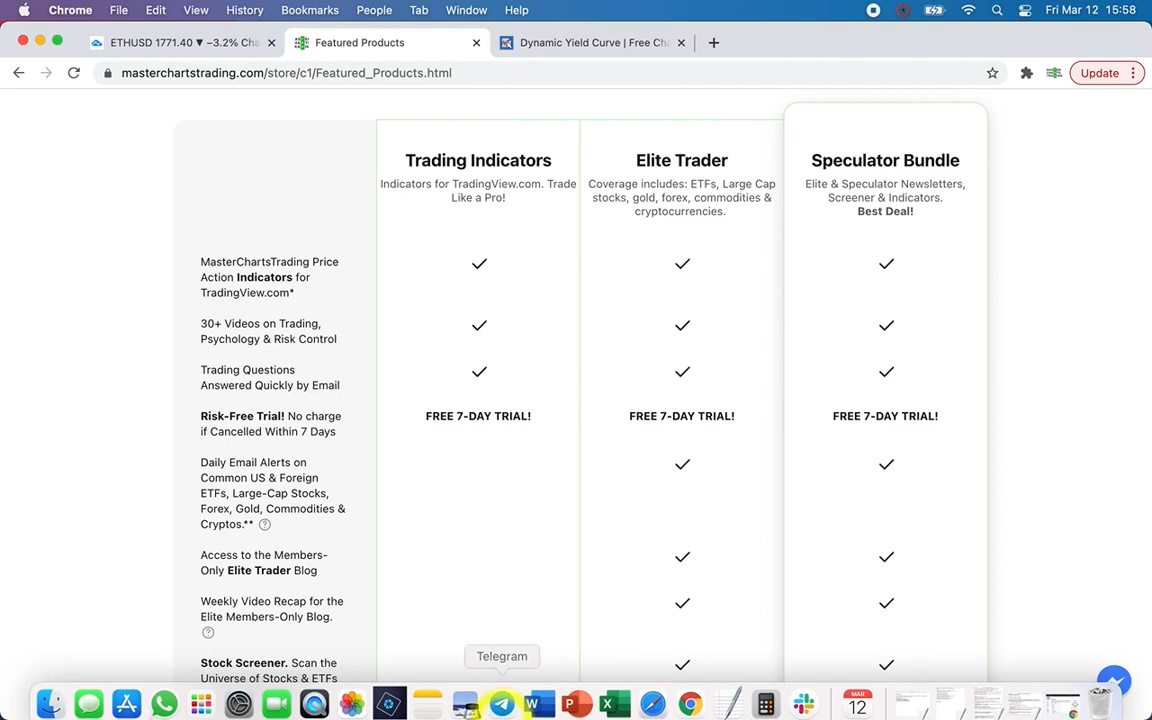 Chrome File Edit View History Bookmarks People Tab Window Help Fri Mar 12 15:58
ETHUSD 1771.40 ▼ −3.2% Cha
Featured Products
Dynamic Yield Curve | Free Cha
masterchartstrading.com/store/c1/Featured_Products.html
Update
Trading Indicators
Indicators for TradingView.com. Trade
Like a Pro!
Elite Trader
Coverage includes: ETFs, Large Cap
stocks, gold, forex, commodities &
cryptocurrencies.
Speculator Bundle
Elite & Speculator Newsletters,
Screener & Indicators.
Best Deal!
MasterChartsTrading Price
Action Indicators for
TradingView.com*
30+ Videos on Trading,
Psychology & Risk Control
Trading Questions
Answered Quickly by Email
Risk-Free Trial! No charge
if Cancelled Within 7 Days
FREE 7-DAY TRIAL!
FREE 7-DAY TRIAL!
FREE 7-DAY TRIAL!
Daily Email Alerts on
Common US & Foreign
ETFs, Large-Cap Stocks,
Forex, Gold, Commodities &
Cryptos.**
Access to the Members-
Only Elite Trader Blog
Weekly Video Recap for the
Elite Members-Only Blog.
Stock Screener. Scan the
Universe of Stocks & ETFs
Telegram
MAR
12